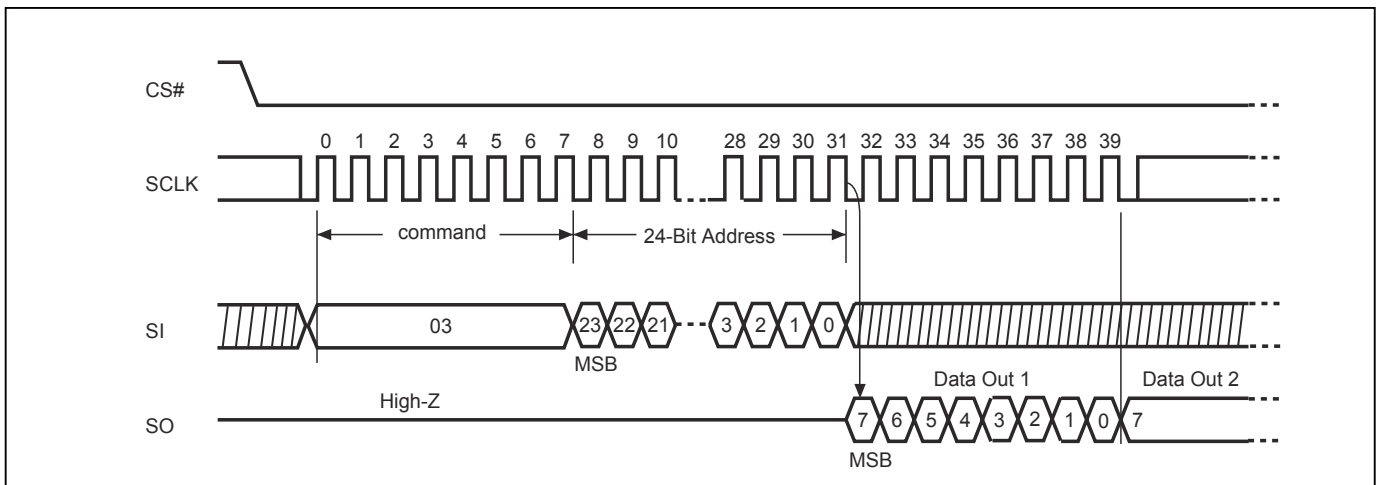 CS#
0 1 2 3 4 5 6 7 8 9 10 28 29 30 31 32 33 34 35 36 37 38 39
SCLK
command
24-Bit Address
SI
03
23 22 21 3 2 1 0
MSB
Data Out 1
Data Out 2
High-Z
SO
7 6 5 4 3 2 1 0 7
MSB